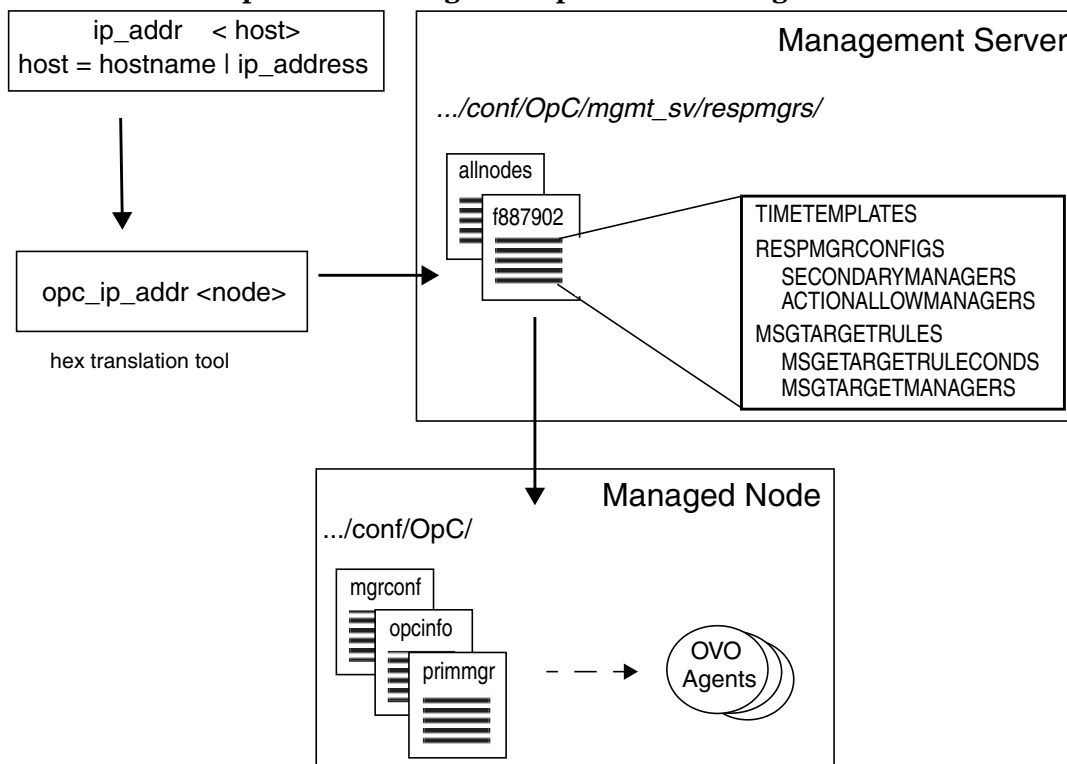 ip_addr < host>
host = hostname | ip_address
Management Server
.../conf/OpC/mgmt_sv/respmgrs/
allnodes
f887902
TIMETEMPLATES
RESPMGRCONFIGS
SECONDARYMANAGERS
ACTIONALLOWMANAGERS
MSGTARGETRULES
MSGETARGETRULECONDS
MSGTARGETMANAGERS
opc_ip_addr <node>
hex translation tool
Managed Node
.../conf/OpC/
mgrconf
opcinfo
primmgr
OVO
Agents